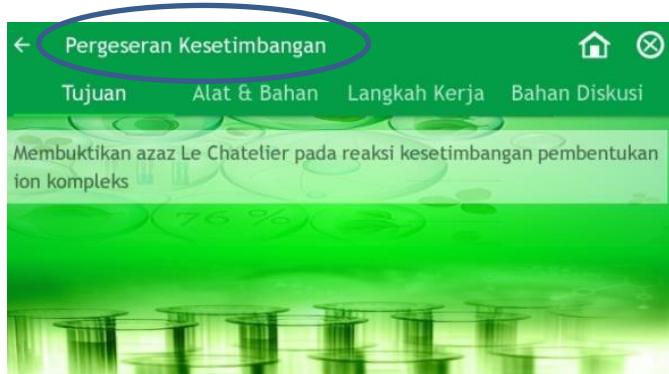 Pergeseran Kesetimbangan
Tujuan Alat & Bahan Langkah Kerja Bahan Diskusi
Membuktikan azaz Le Chatelier pada reaksi kesetimbangan pembentukan
ion kompleks
76 %